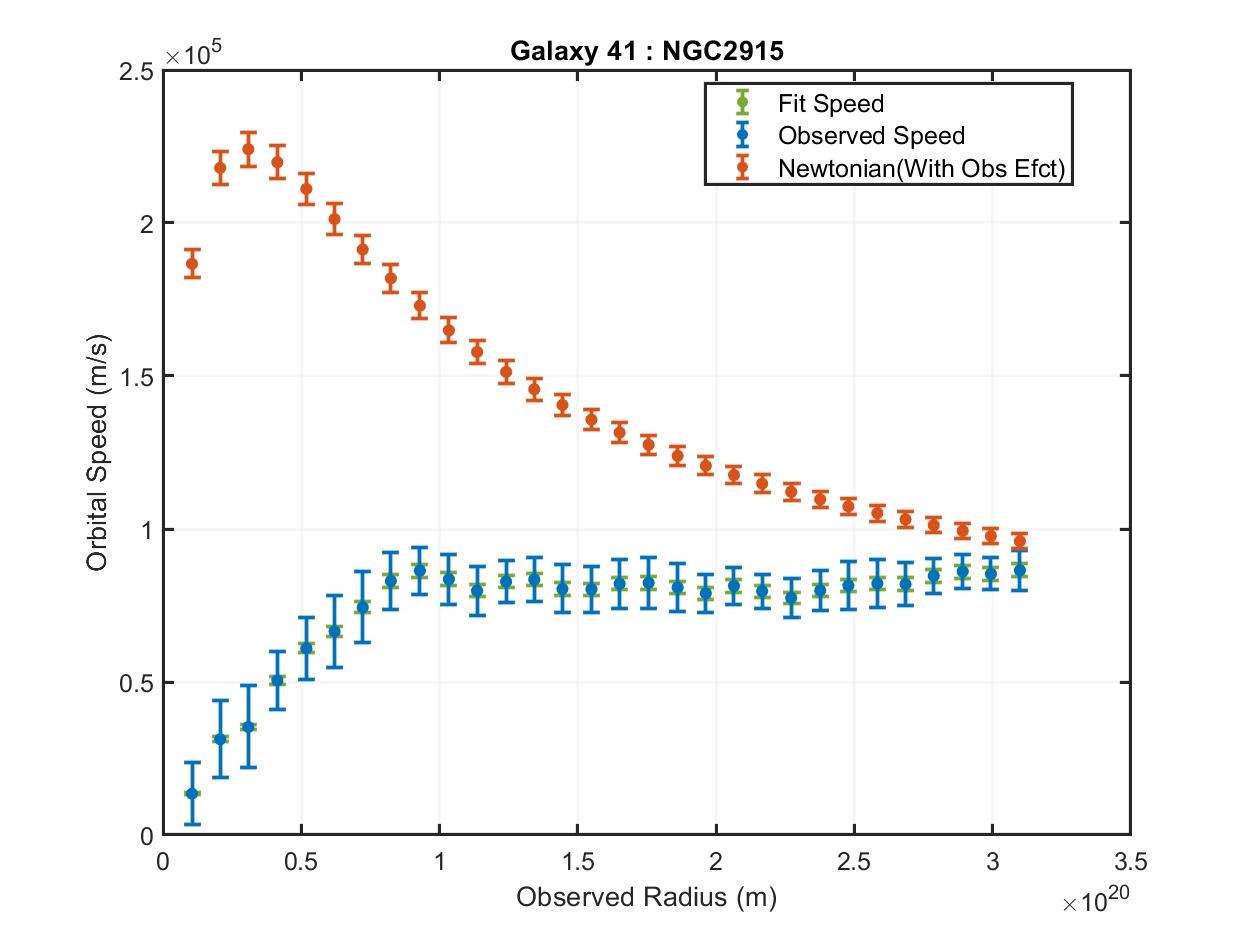 Galaxy 41 : NGC2915
×10^5
2.5
2
1.5
1
0.5
0
Orbital Speed (m/s)
Fit Speed
Observed Speed
Newtonian(With Obs Efct)
0 0.5 1 1.5 2 2.5 3 3.5
Observed Radius (m)
×10^20